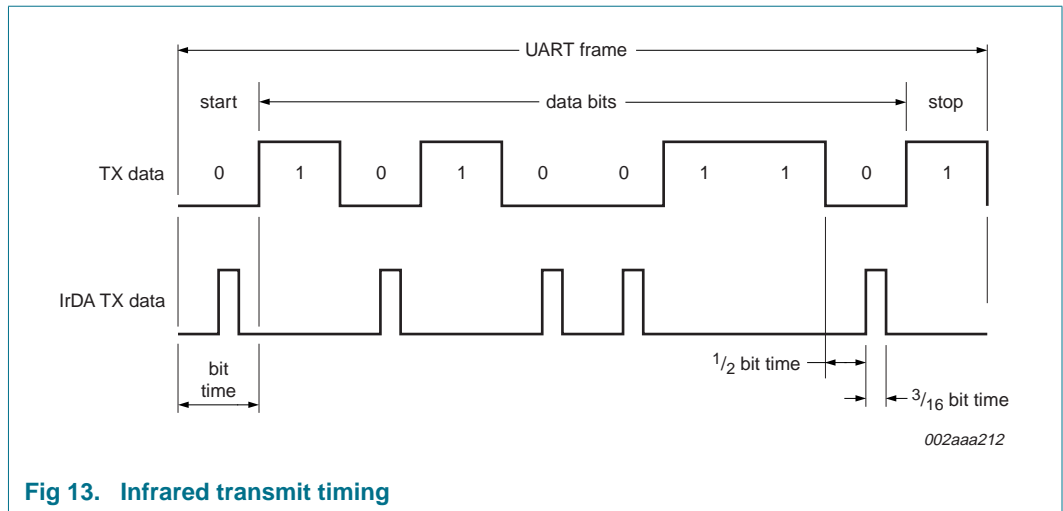 UART frame
start data bits stop
TX data 0 1 0 1 0 0 1 1 0 1
IrDA TX data
bit
time
1/2 bit time
3/16 bit time
002aaa212
Fig 13. Infrared transmit timing